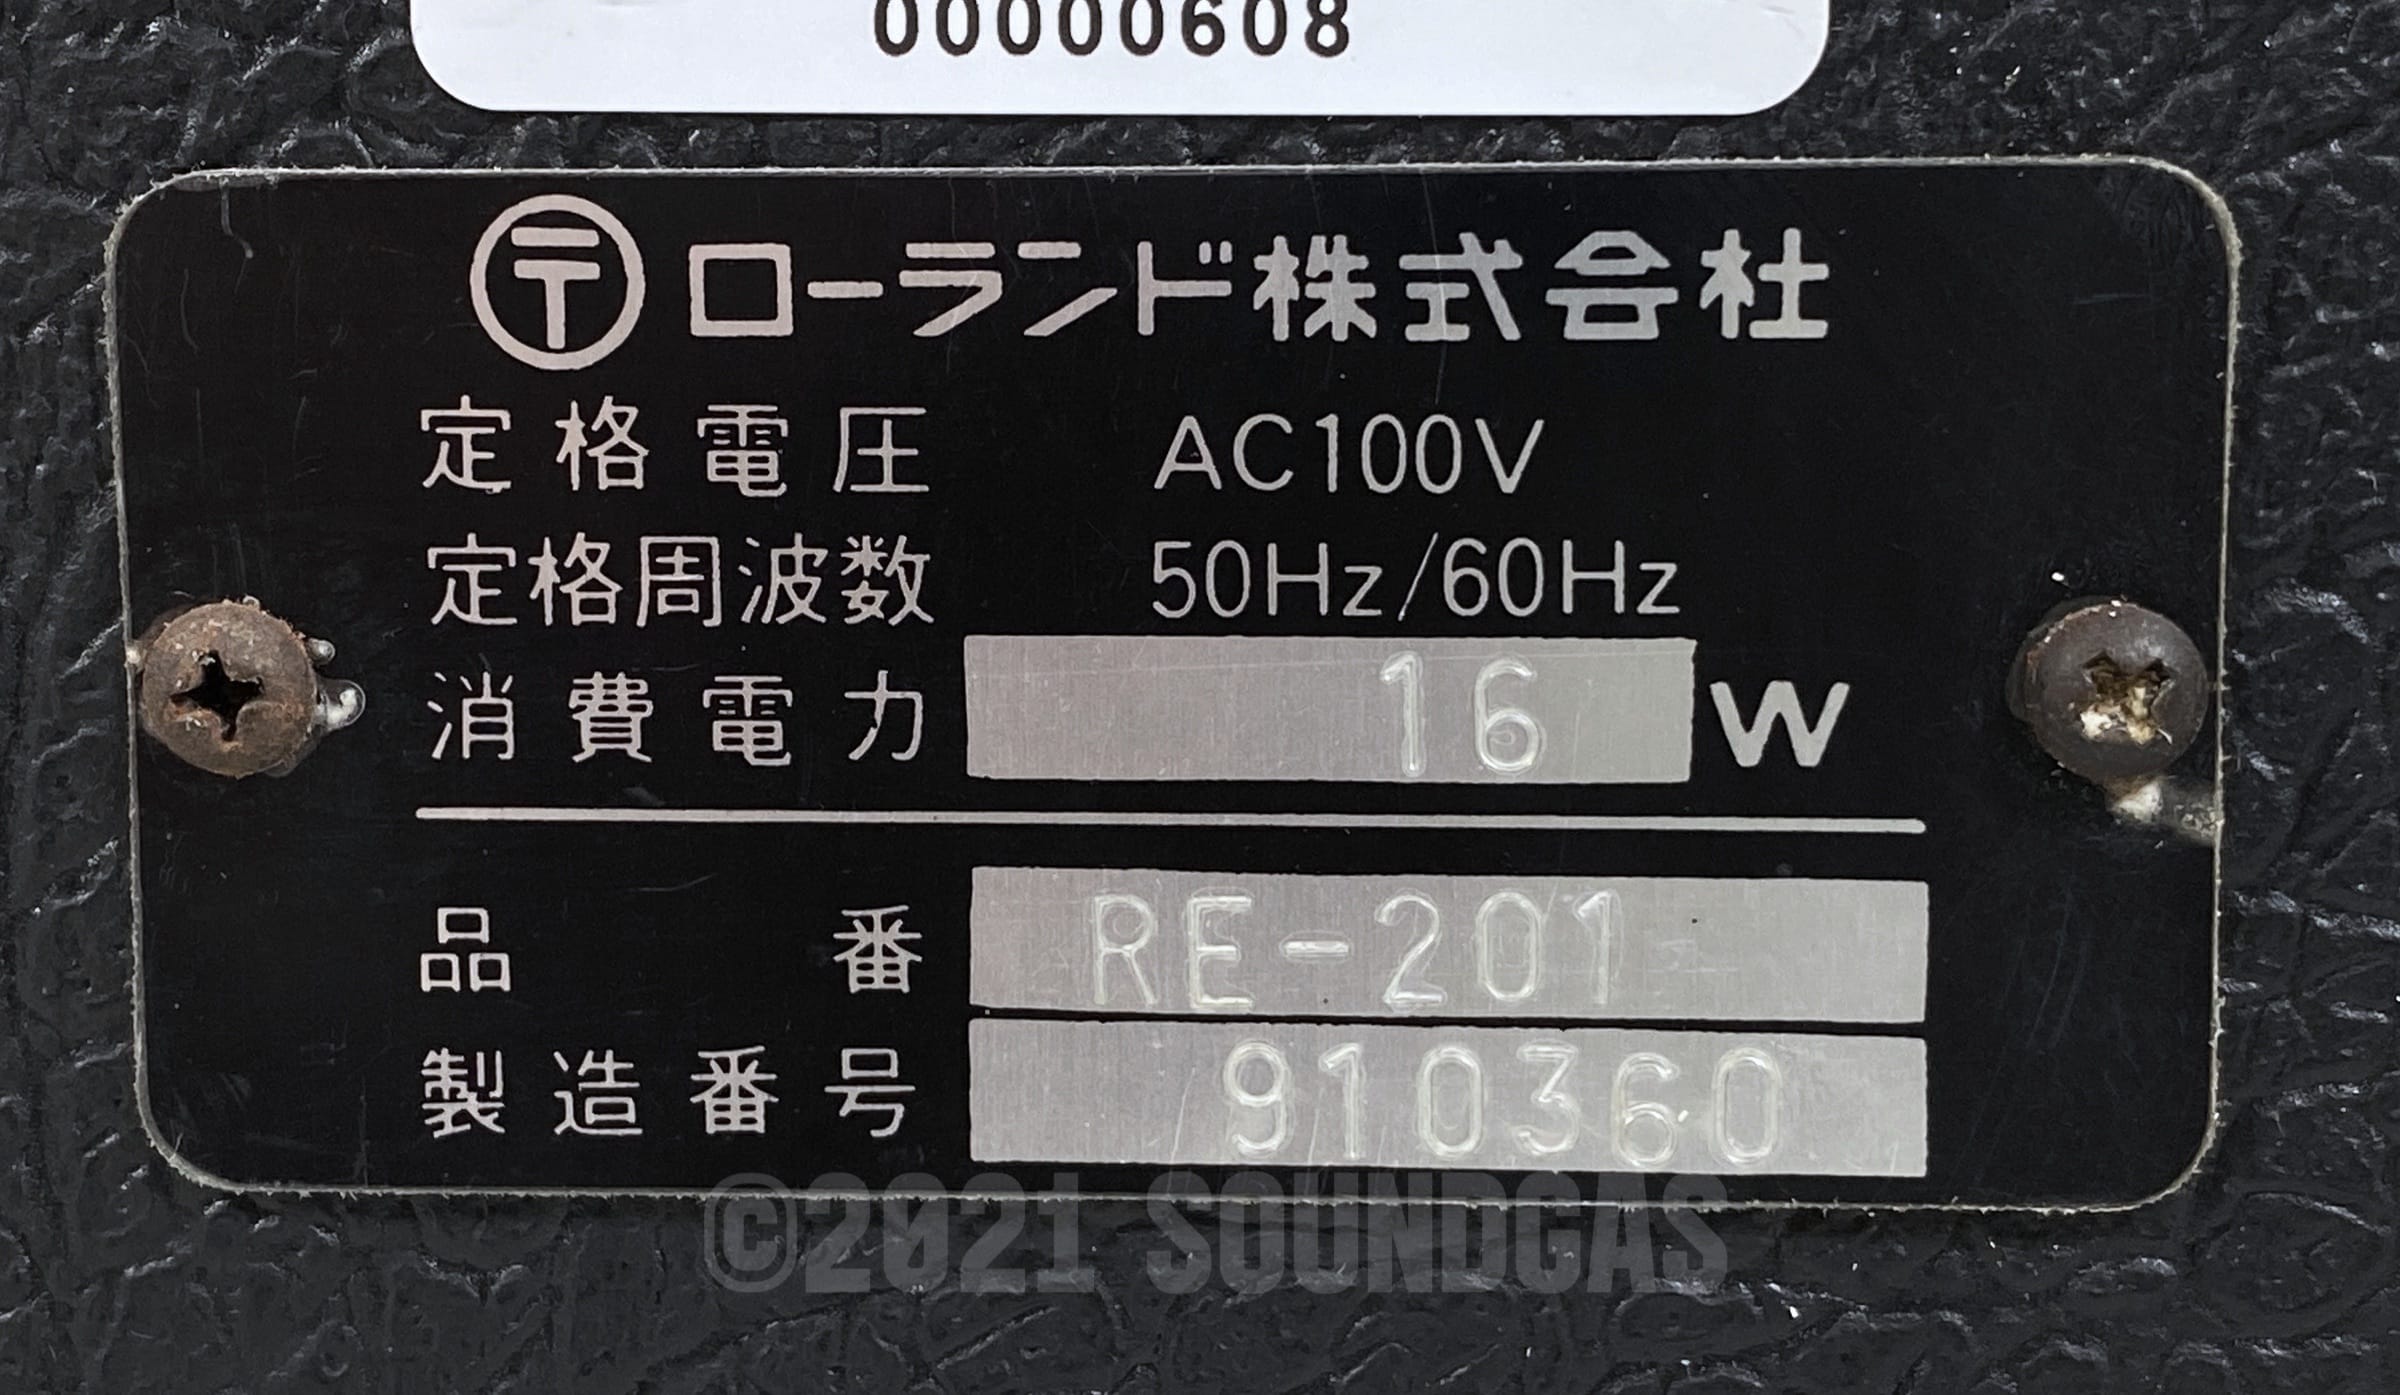 00000608
〒 ローランド株式会社
定格電圧 AC100V
定格周波数 50Hz/60Hz
消費電力 16 W
品番 RE-201
製造番号 910360
©2021 SOUNDGAS